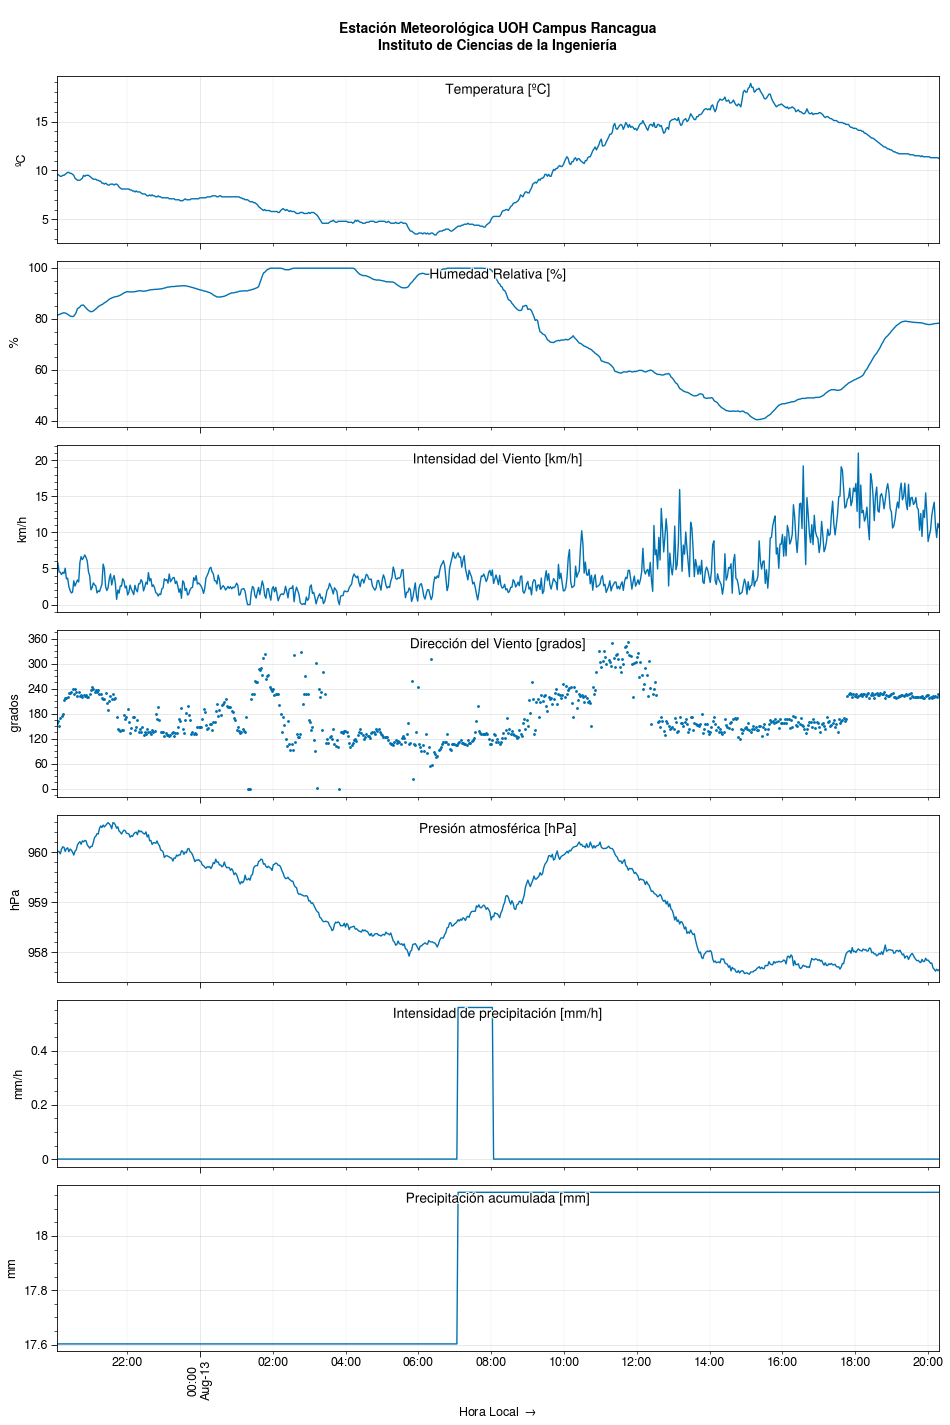 Estación Meteorológica UOH Campus Rancagua
Instituto de Ciencias de la Ingeniería
Temperatura [ºC]
ºC
15
10
5
Humedad Relativa [%]
%
100
80
60
40
Intensidad del Viento [km/h]
km/h
20
15
10
5
0
Dirección del Viento [grados]
grados
360
300
240
180
120
60
0
Presión atmosférica [hPa]
hPa
960
959
958
Intensidad de precipitación [mm/h]
mm/h
0.4
0.2
0
Precipitación acumulada [mm]
mm
18
17.8
17.6
22:00
00:00
Aug-13
02:00
04:00
06:00
08:00
10:00
12:00
14:00
16:00
18:00
20:00
Hora Local →